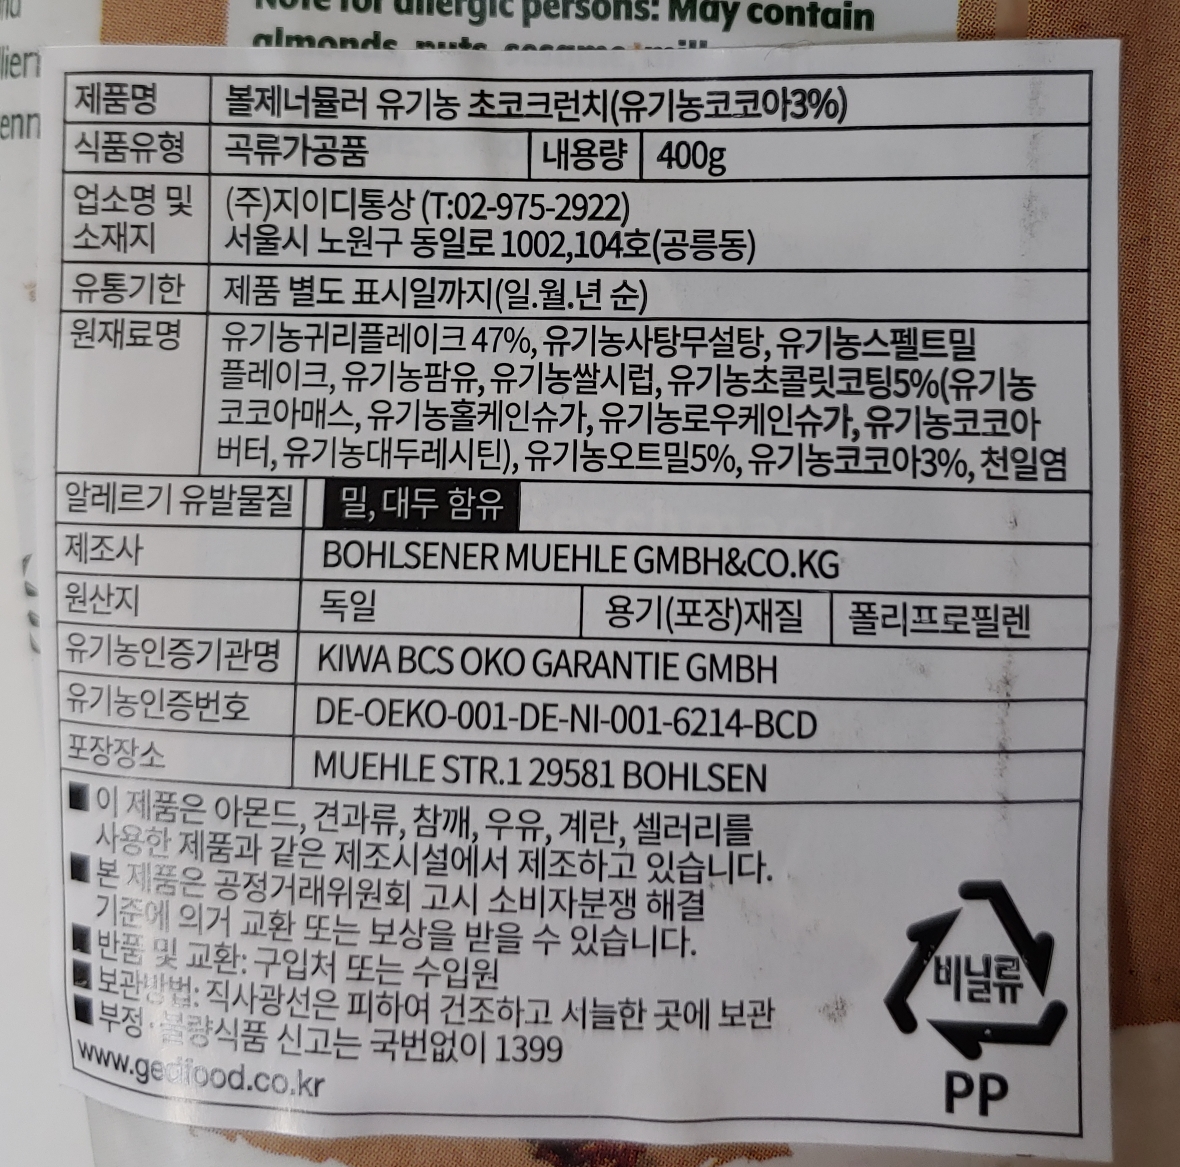 Note for allergic persons: May contain
almonds, nuts, sesame, milk
제품명 볼제너뮬러 유기농 초코크런치(유기농코코아3%)
식품유형 곡류가공품 내용량 400g
업소명 및 (주)지이디통상 (T:02-975-2922)
소재지 서울시 노원구 동일로 1002,104호(공릉동)
유통기한 제품 별도 표시일까지(일.월.년 순)
원재료명 유기농귀리플레이크 47%, 유기농사탕무설탕, 유기농스펠트밀
플레이크, 유기농팜유, 유기농쌀시럽, 유기농초콜릿코팅5%(유기농
코코아매스, 유기농홀케인슈가, 유기농로우케인슈가, 유기농코코아
버터, 유기농대두레시틴), 유기농오트밀5%, 유기농코코아3%, 천일염
알레르기 유발물질 밀, 대두 함유
제조사 BOHLSENER MUEHLE GMBH&CO.KG
원산지 독일 용기(포장)재질 폴리프로필렌
유기농인증기관명 KIWA BCS OKO GARANTIE GMBH
유기농인증번호 DE-OEKO-001-DE-NI-001-6214-BCD
포장장소 MUEHLE STR.1 29581 BOHLSEN
■ 이 제품은 아몬드, 견과류, 참깨, 우유, 계란, 셀러리를
사용한 제품과 같은 제조시설에서 제조하고 있습니다.
■ 본 제품은 공정거래위원회 고시 소비자분쟁 해결
기준에 의거 교환 또는 보상을 받을 수 있습니다.
■ 반품 및 교환: 구입처 또는 수입원
■ 보관방법: 직사광선은 피하여 건조하고 서늘한 곳에 보관
■ 부정·불량식품 신고는 국번없이 1399
www.gedfood.co.kr
비닐류
PP